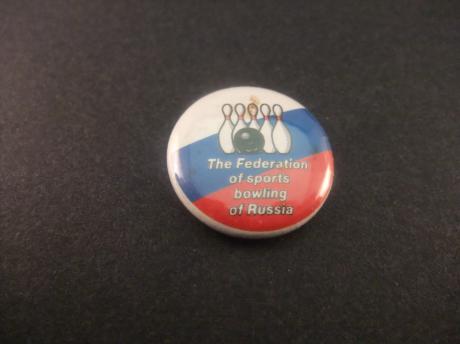 The Federation
of sports
bowling
of Russia